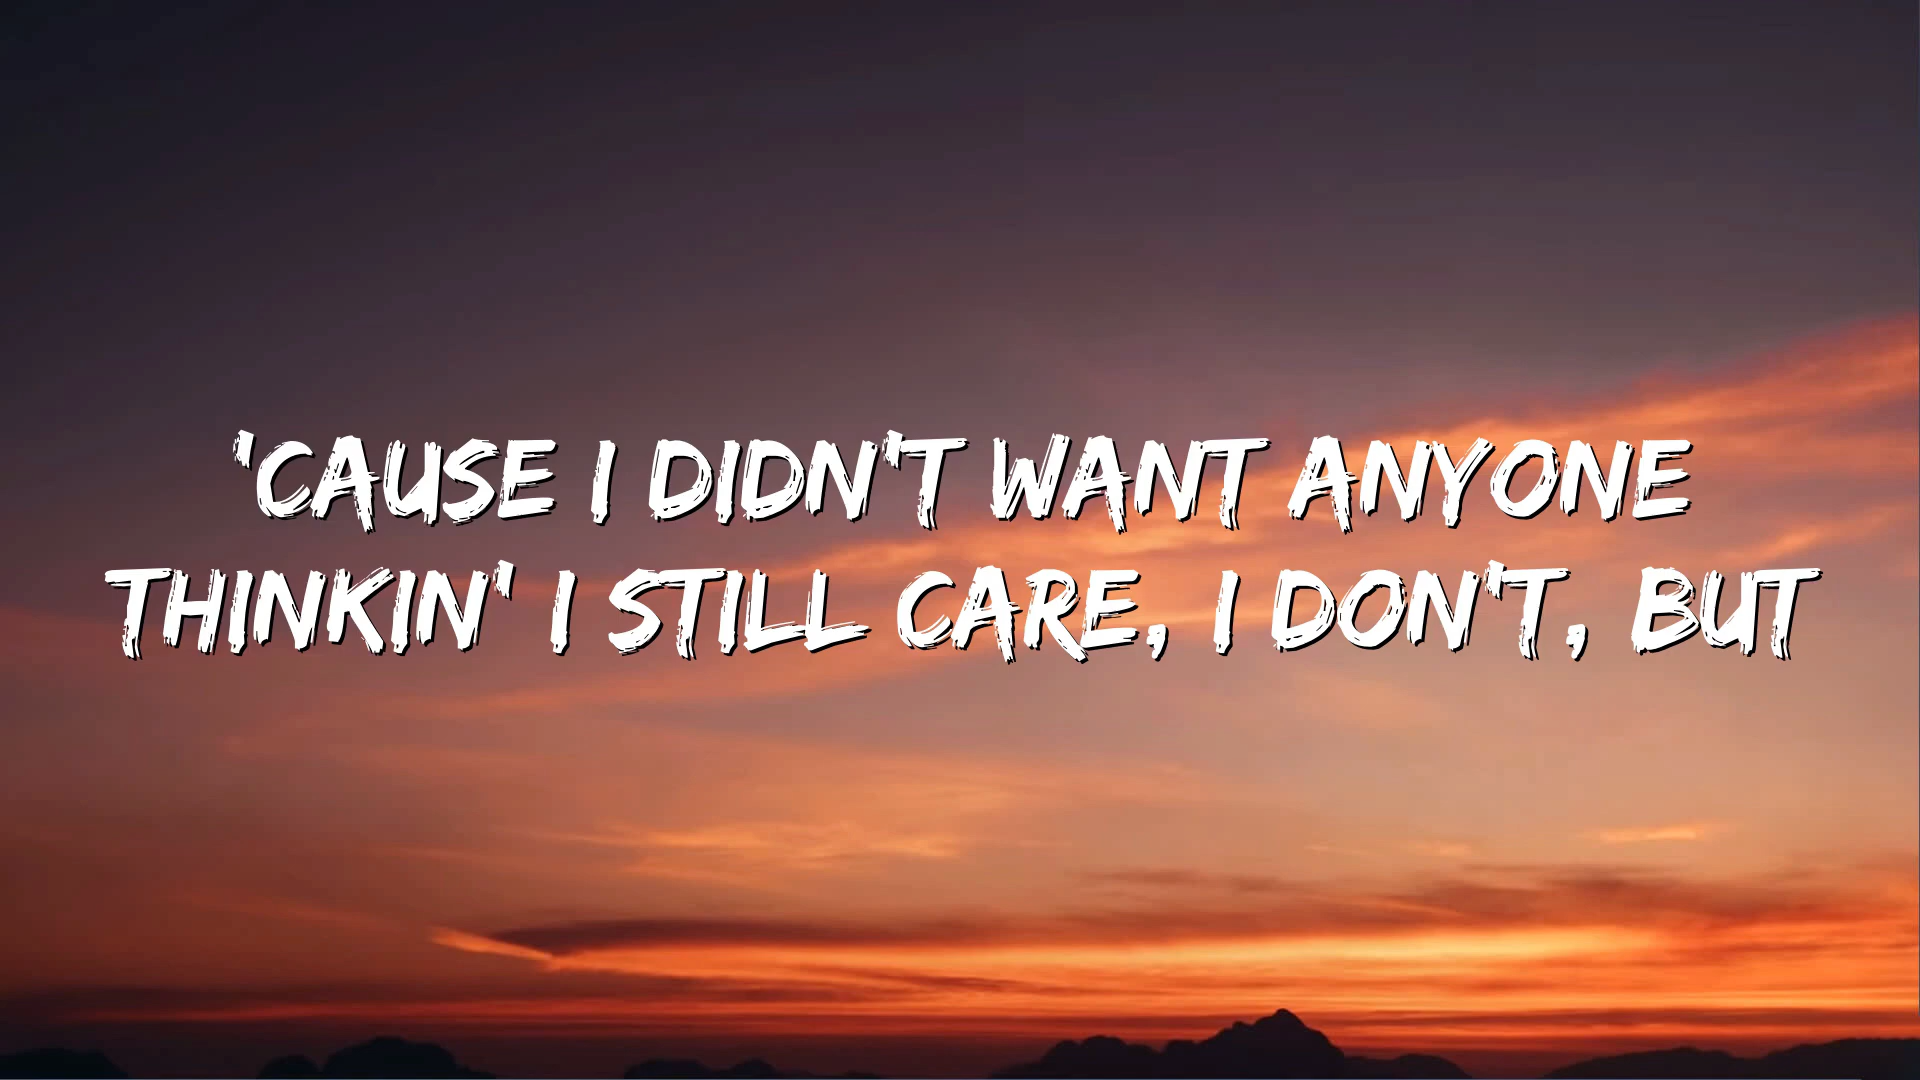 'CAUSE I DIDN'T WANT ANYONE
THINKIN' I STILL CARE, I DON'T, BUT